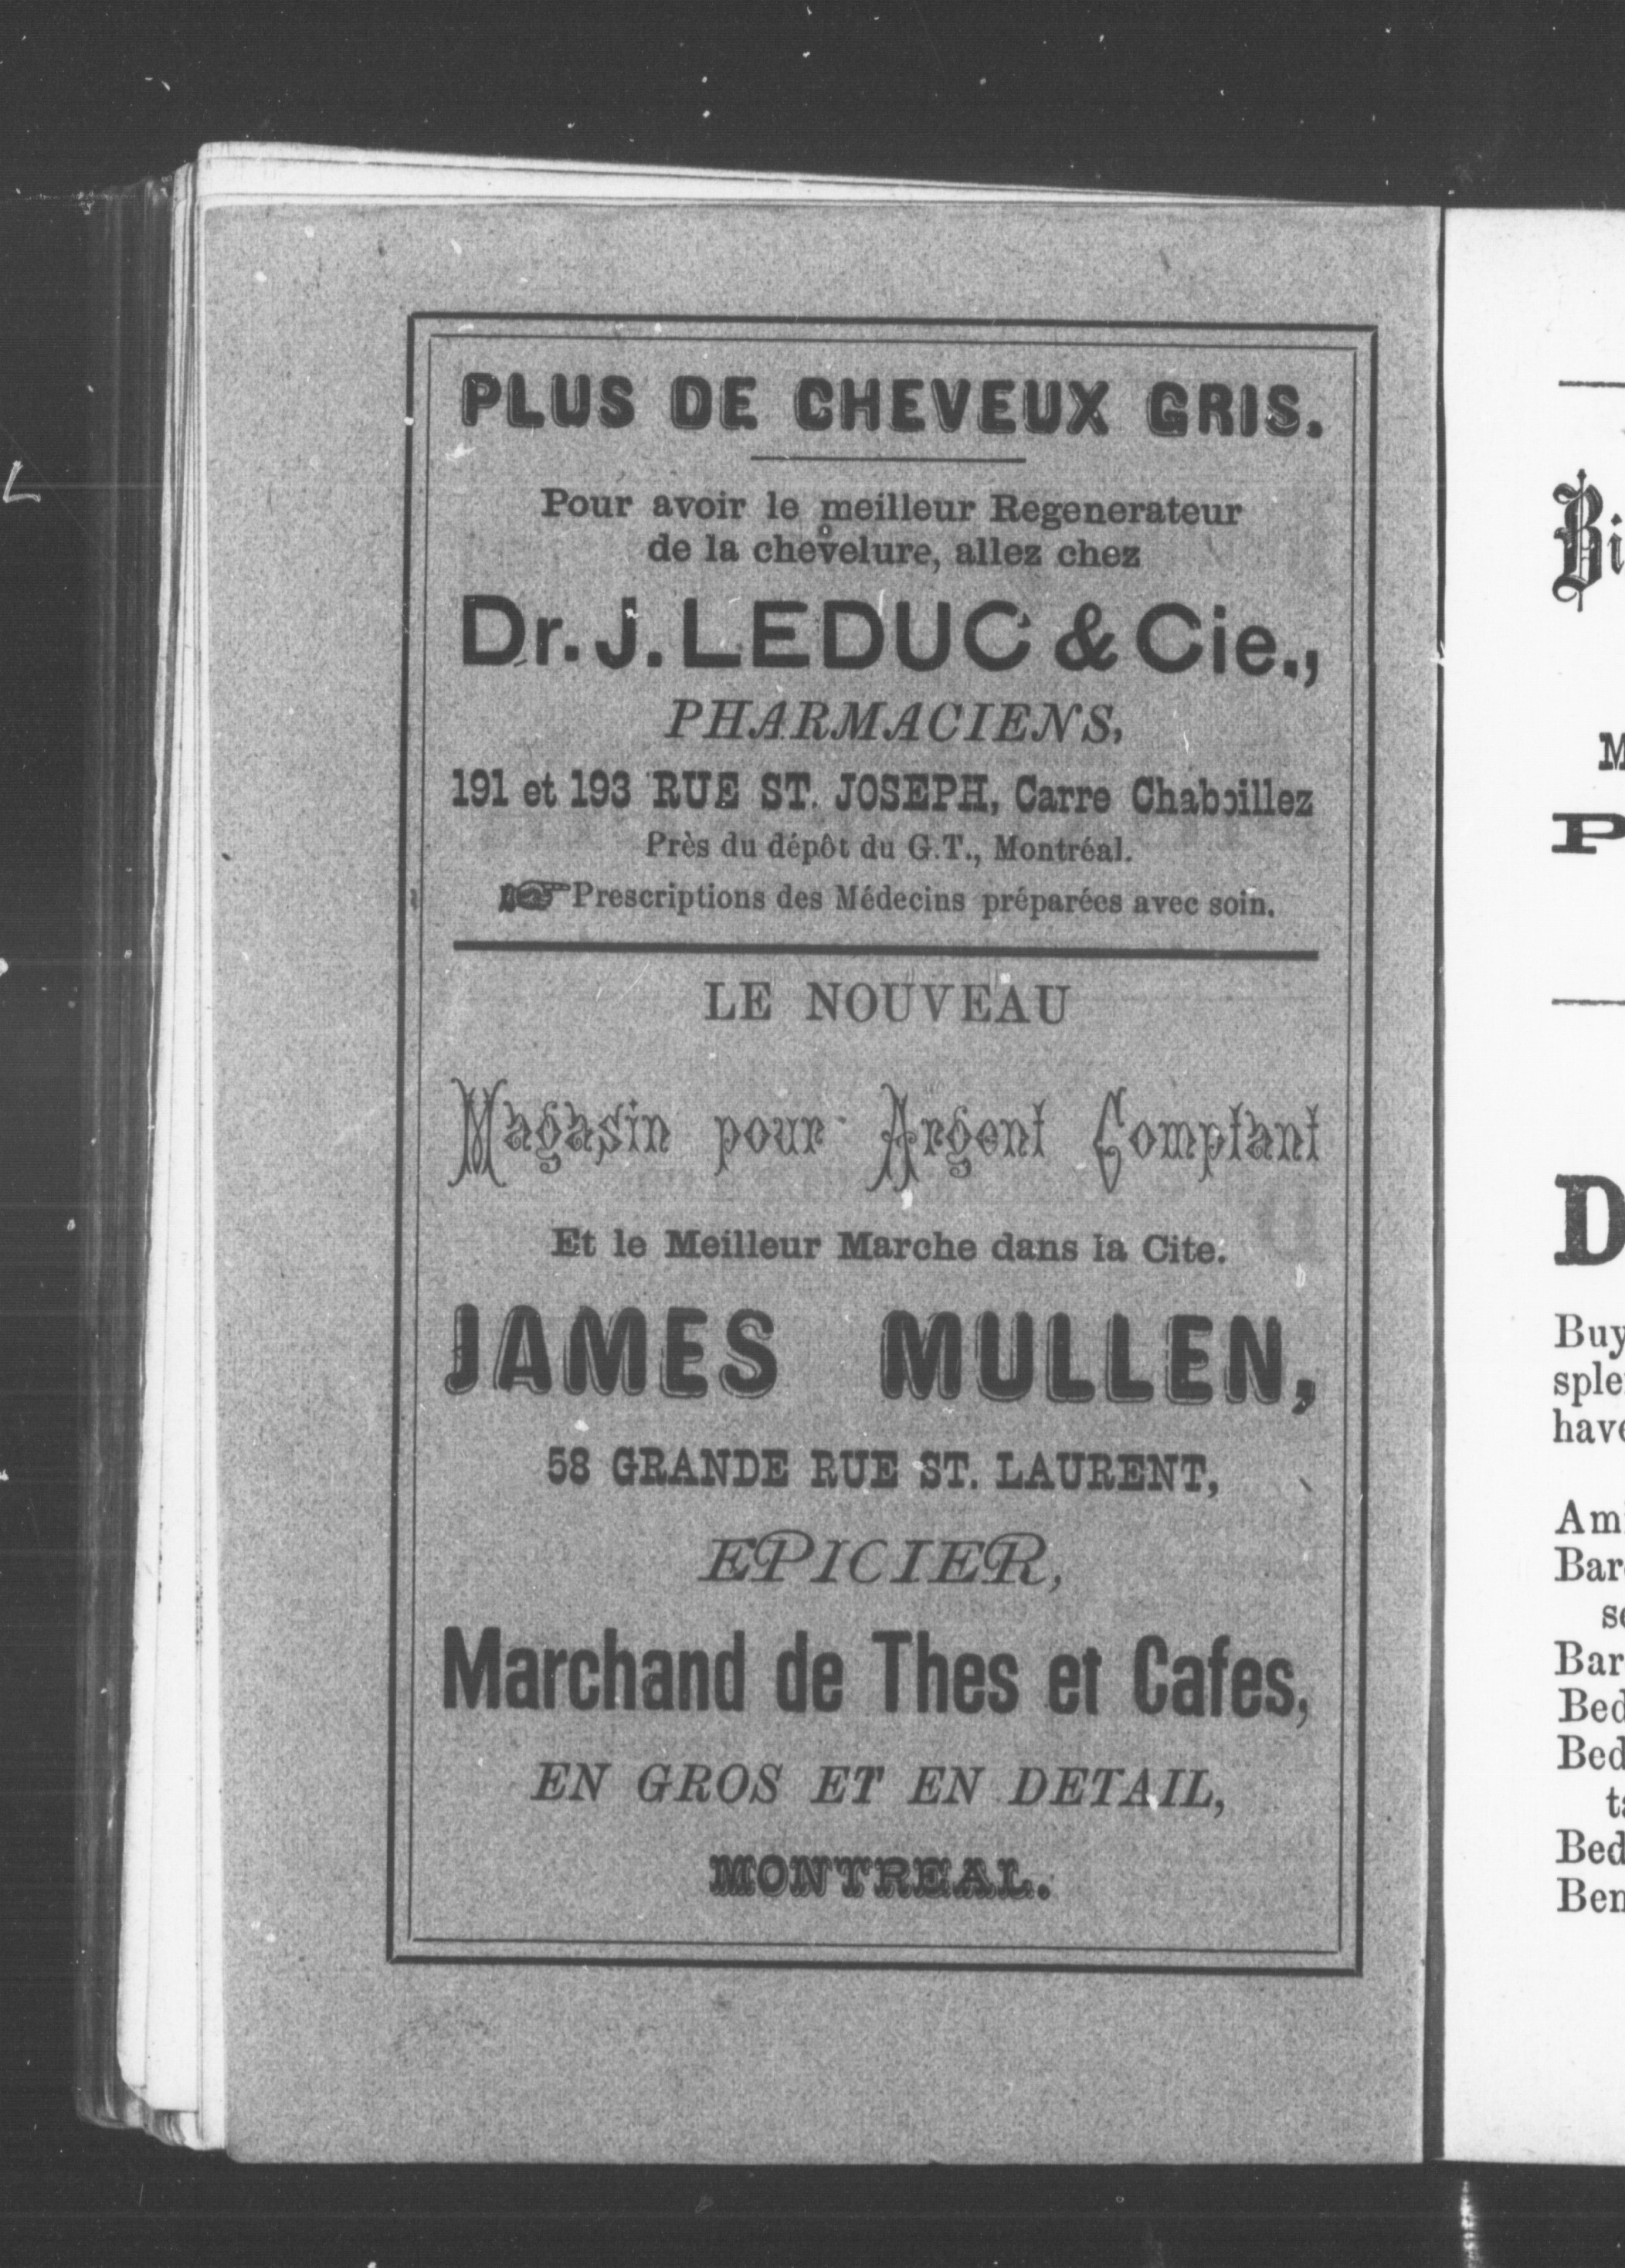 PLUS DE CHEVEUX GRIS.
Pour avoir le meilleur Regenerateur
de la chevelure, allez chez
Dr. J. LEDUC & Cie.,
PHARMACIENS,
191 et 193 RUE ST. JOSEPH, Carre Chaboillez
Près du dépôt du G.T., Montréal.
☞ Prescriptions des Médecins préparées avec soin.
LE NOUVEAU
Magasin pour Argent Comptant
Et le Meilleur Marche dans la Cite.
JAMES MULLEN,
58 GRANDE RUE ST. LAURENT,
EPICIER,
Marchand de Thes et Cafes,
EN GROS ET EN DETAIL,
MONTREAL.
Bi
M
P
D
Buy
have
Bar
Bed
Bed
Bed
Ben